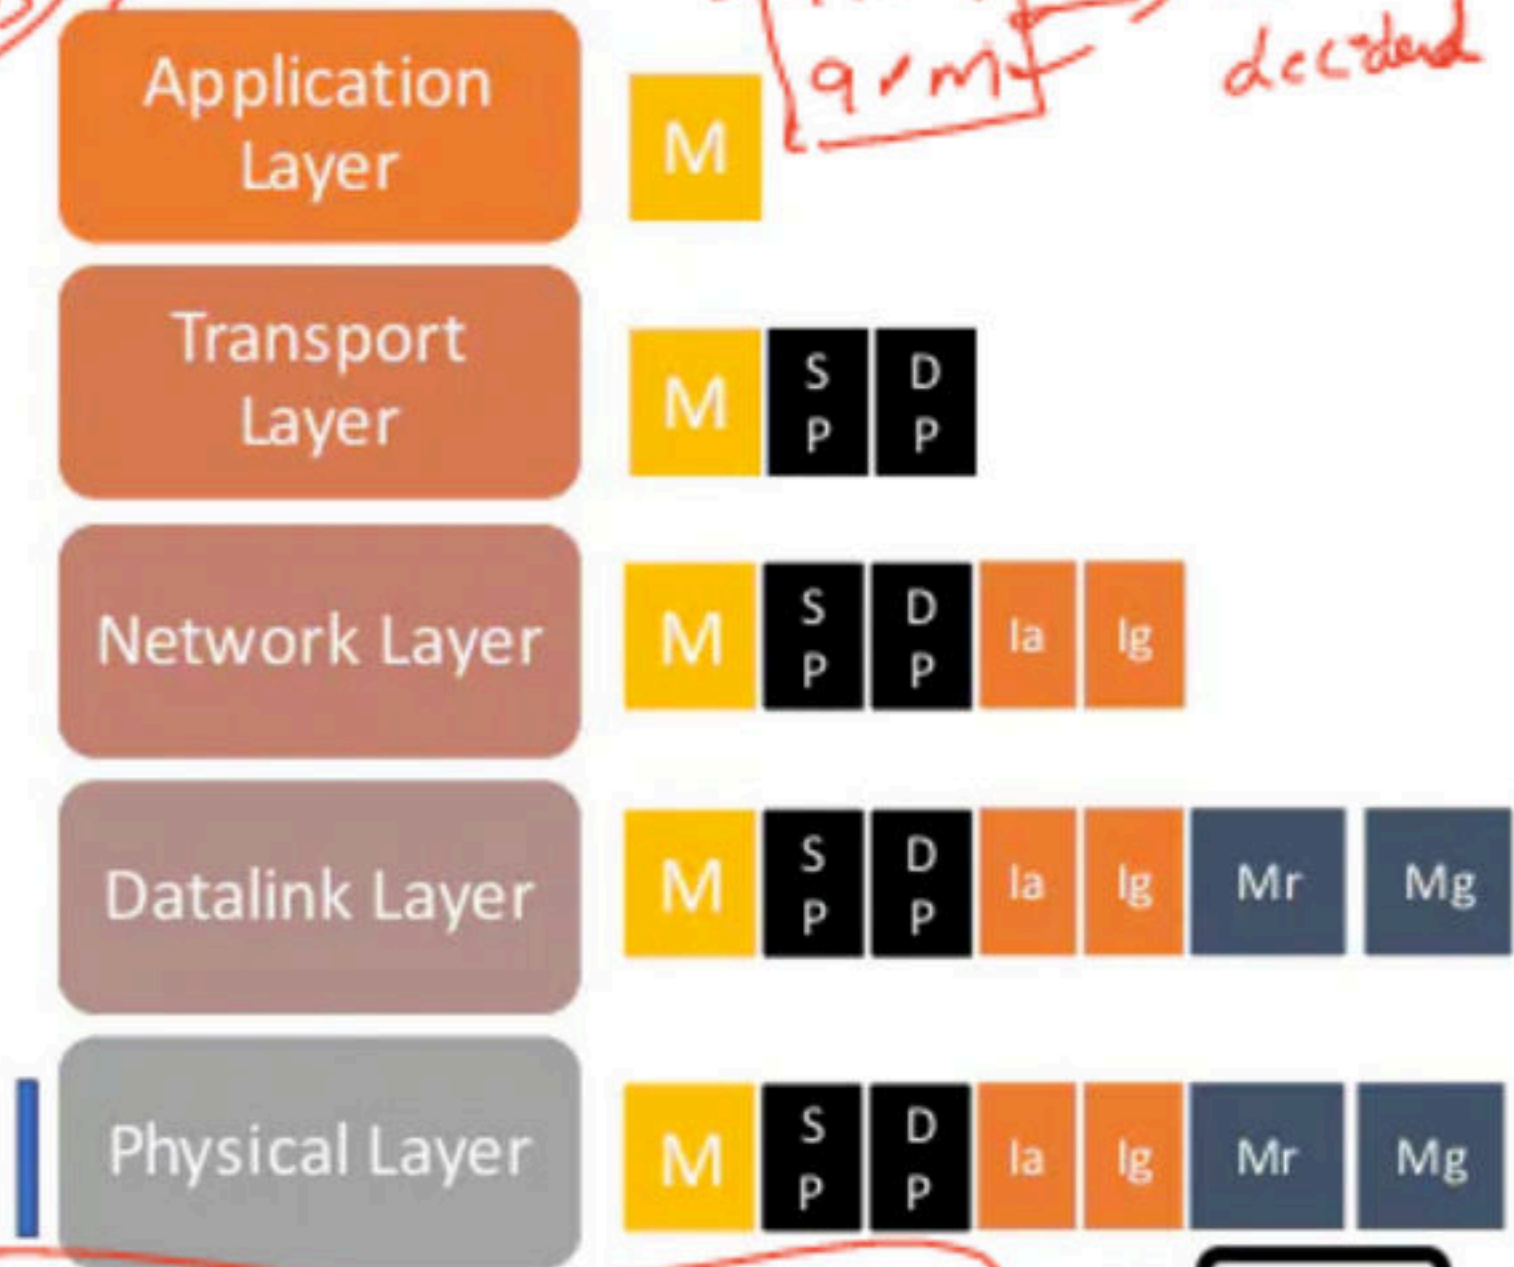 decided
Application
Layer
M
Transport
Layer
M S P D P
Network Layer
M S P D P Ia Ig
Datalink Layer
M S P D P Ia Ig Mr Mg
Physical Layer
M S P D P Ia Ig Mr Mg